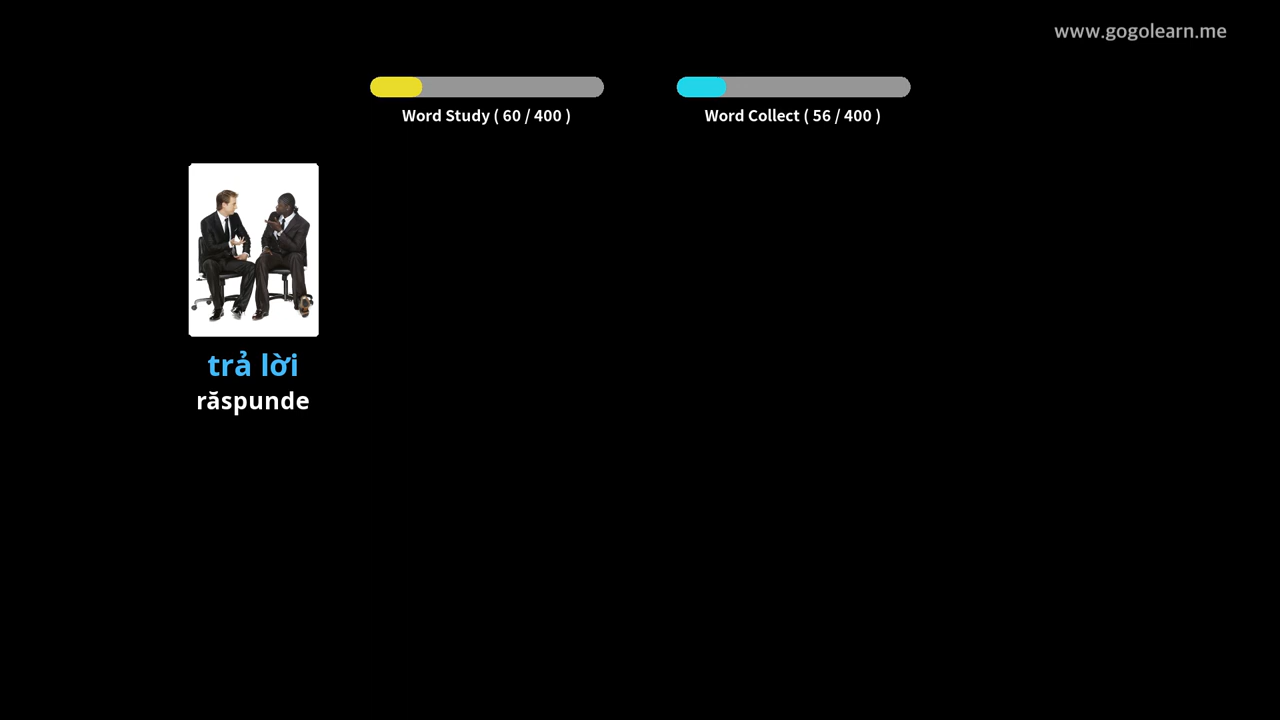 www.gogolearn.me
Word Study ( 60 / 400 )
Word Collect ( 56 / 400 )
trả lời
răspunde